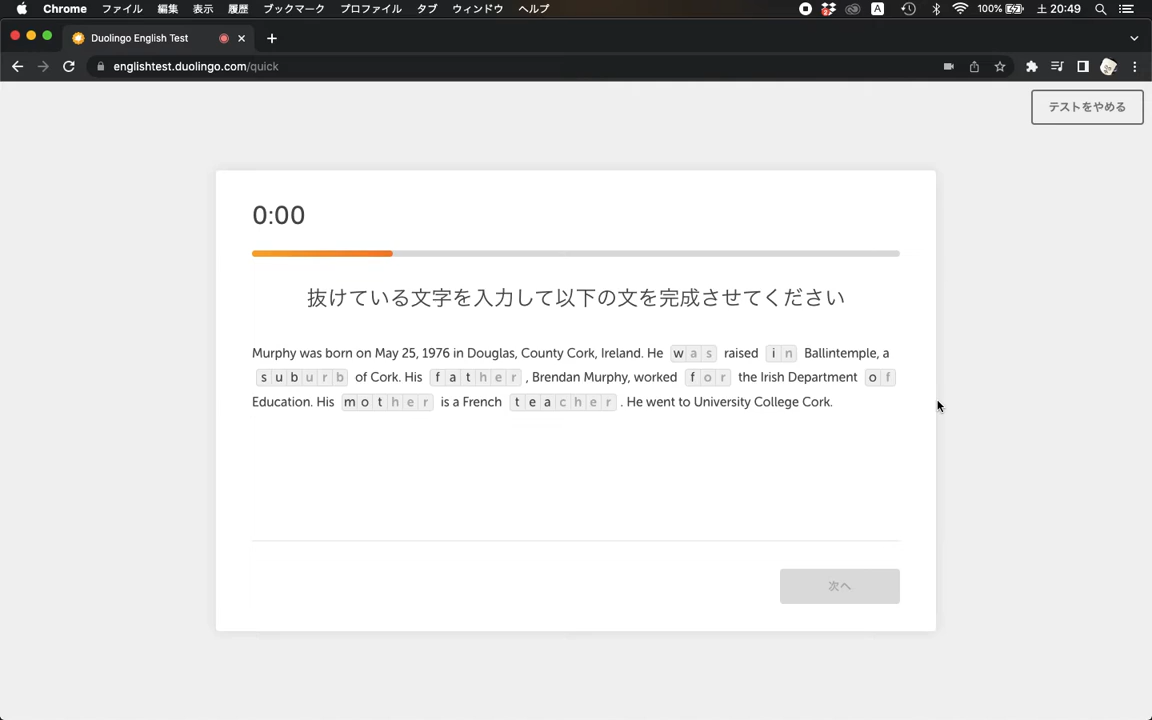 Chrome ファイル 編集 表示 履歴 ブックマーク プロファイル タブ ウィンドウ ヘルプ A 100% 土 20:49
Duolingo English Test
englishtest.duolingo.com/quick
テストをやめる
0:00
抜けている文字を入力して以下の文を完成させてください
Murphy was born on May 25, 1976 in Douglas, County Cork, Ireland. He was raised in Ballintemple, a
suburb of Cork. His father, Brendan Murphy, worked for the Irish Department of
Education. His mother is a French teacher. He went to University College Cork.
次へ